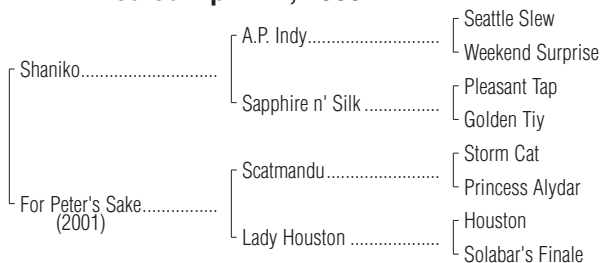 Seattle Slew
A.P. Indy
Weekend Surprise
Shaniko
Pleasant Tap
Sapphire n' Silk
Golden Tiy
Storm Cat
Scatmandu
Princess Alydar
For Peter's Sake
(2001)
Houston
Lady Houston
Solabar's Finale